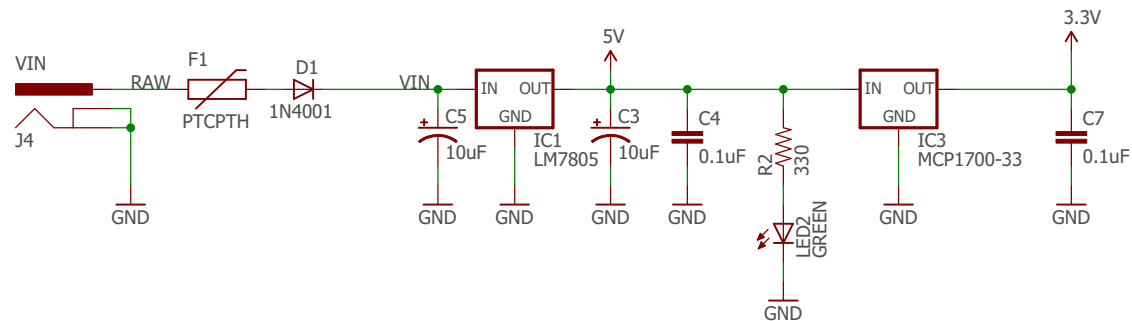 VIN
J4
RAW
F1
PTCPTH
D1
1N4001
VIN
C5
10uF
GND
IN OUT
GND
IC1
LM7805
GND
5V
C3
10uF
GND
C4
0.1uF
GND
R2
330
LED2
GREEN
GND
IN OUT
GND
IC3
MCP1700-33
GND
3.3V
C7
0.1uF
GND
GND